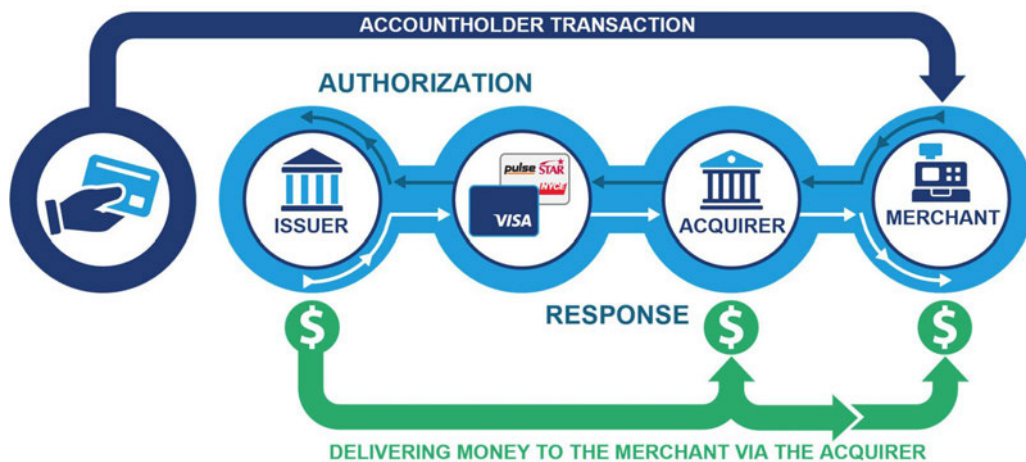 ACCOUNTHOLDER TRANSACTION
AUTHORIZATION
pulse STAR
NYCE
VISA
ISSUER
ACQUIRER
MERCHANT
RESPONSE
$ $ $
DELIVERING MONEY TO THE MERCHANT VIA THE ACQUIRER